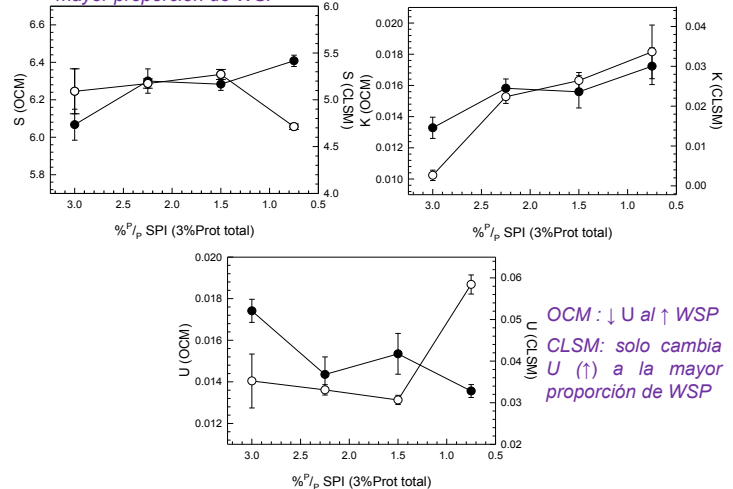 mayor proporción de WSP
6.6
6.4
6.2
6.0
5.8
S (OCM)
6.0
5.5
5.0
4.5
4.0
S (CLSM)
3.0 2.5 2.0 1.5 1.0 0.5
%P/P SPI (3%Prot total)
0.020
0.018
0.016
0.014
0.012
0.010
K (OCM)
0.04
0.03
0.02
0.01
0.00
K (CLSM)
3.0 2.5 2.0 1.5 1.0 0.5
%P/P SPI (3%Prot total)
0.020
0.018
0.016
0.014
0.012
U (OCM)
0.06
0.05
0.04
0.03
0.02
U (CLSM)
3.0 2.5 2.0 1.5 1.0 0.5
%P/P SPI (3%Prot total)
OCM : ↓ U al ↑ WSP
CLSM: solo cambia
U (↑) a la mayor
proporción de WSP